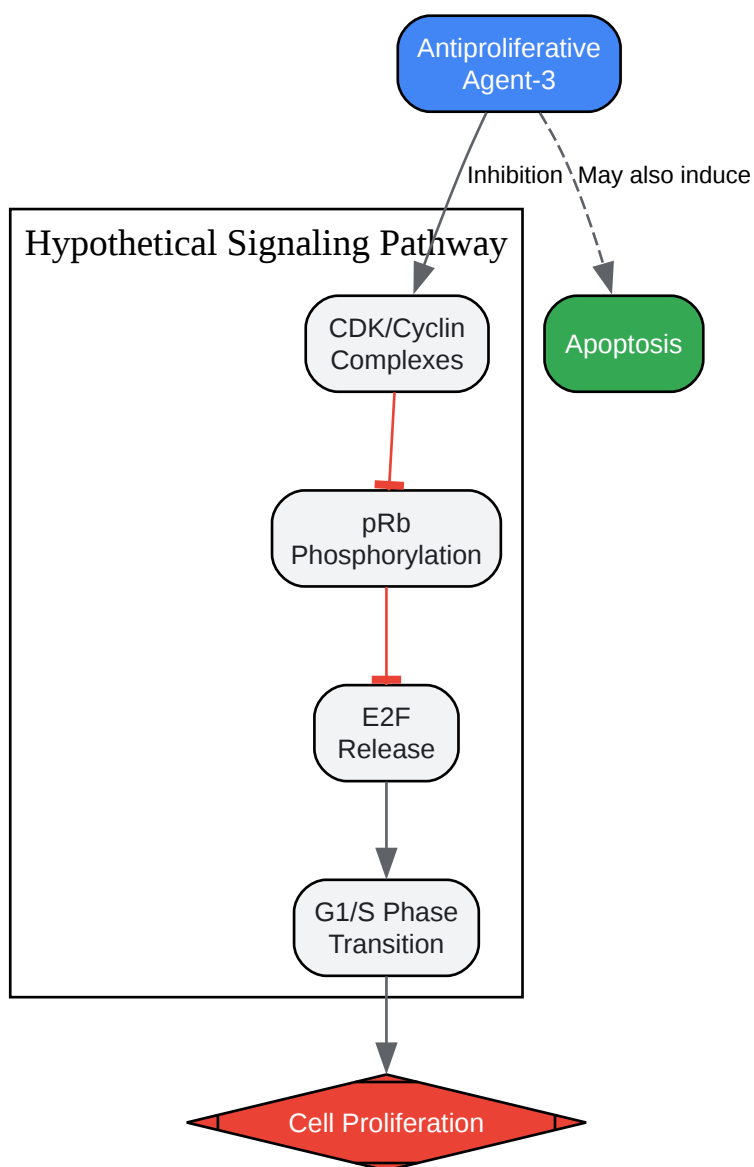 Antiproliferative
Agent-3
Inhibition
May also induce
Hypothetical Signaling Pathway
CDK/Cyclin
Complexes
Apoptosis
pRb
Phosphorylation
E2F
Release
G1/S Phase
Transition
Cell Proliferation